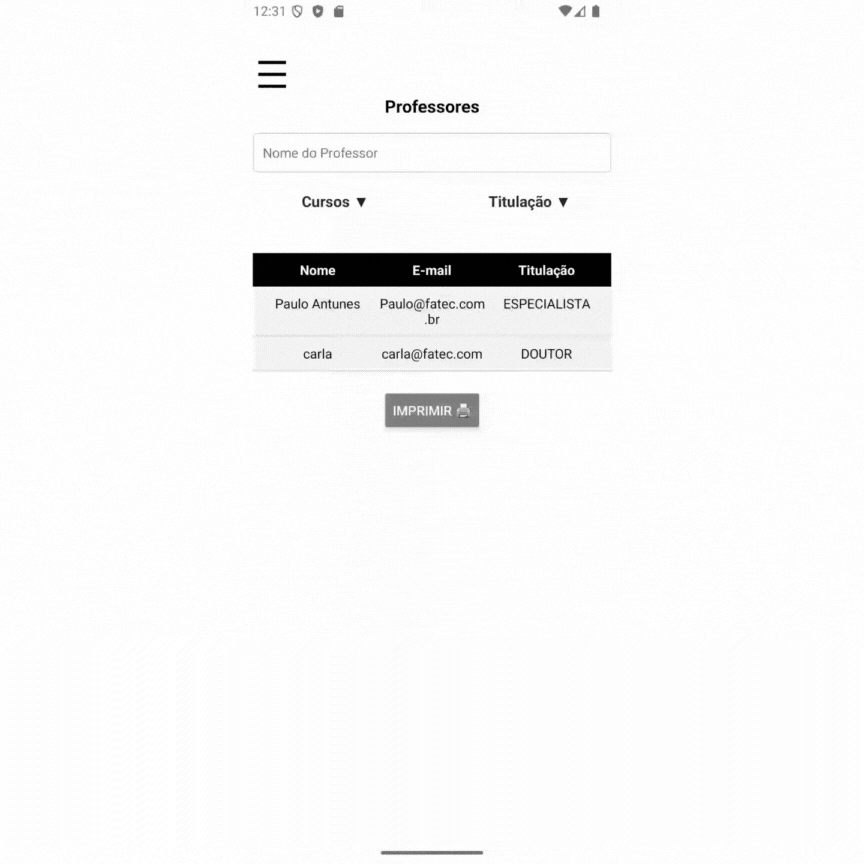 12:31
Professores
Nome do Professor
Cursos ▼ Titulação ▼
Nome E-mail Titulação
Paulo Antunes Paulo@fatec.com ESPECIALISTA
.br
carla carla@fatec.com DOUTOR
IMPRIMIR